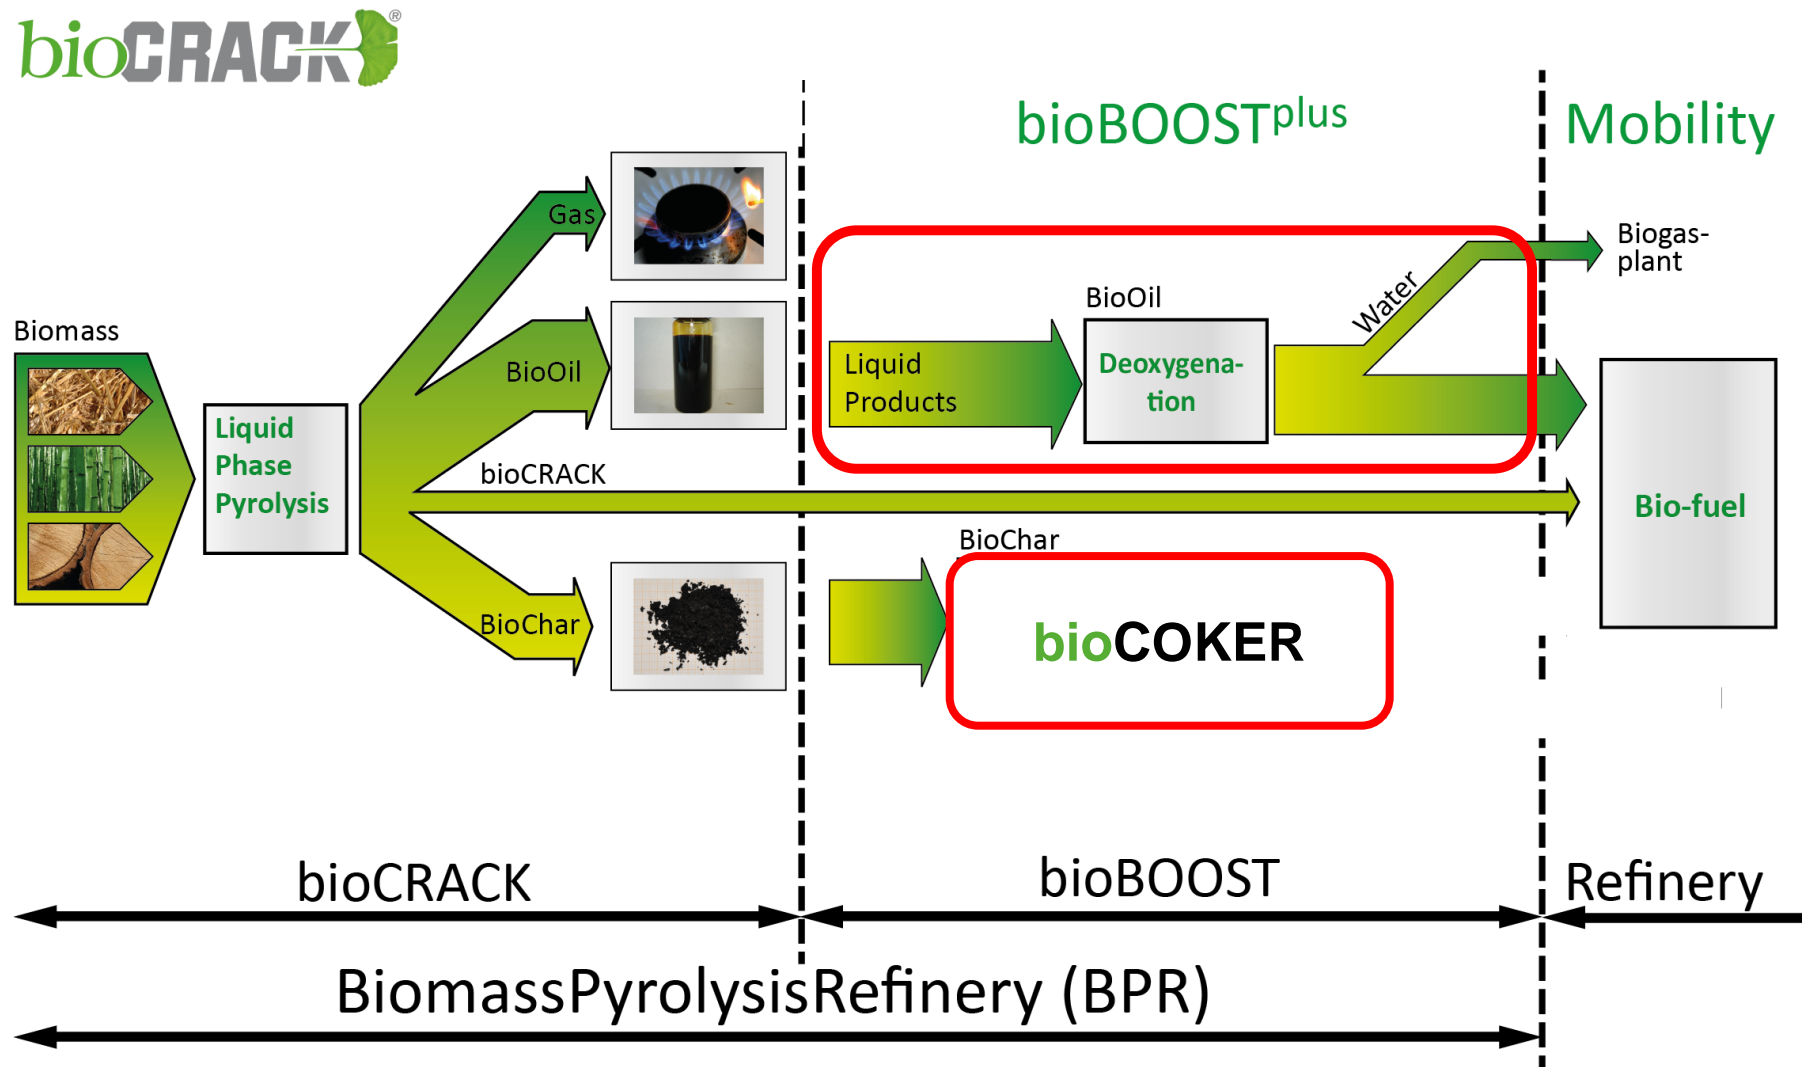 bioCRACK®
bioBOOSTplus
Mobility
Gas
Biogas-
plant
Water
BioOil
Biomass
BioOil
Liquid
Products
Deoxygena-
tion
Liquid
Phase
Pyrolysis
bioCRACK
Bio-fuel
BioChar
BioChar
bioCOKER
bioCRACK
bioBOOST
Refinery
BiomassPyrolysisRefinery (BPR)